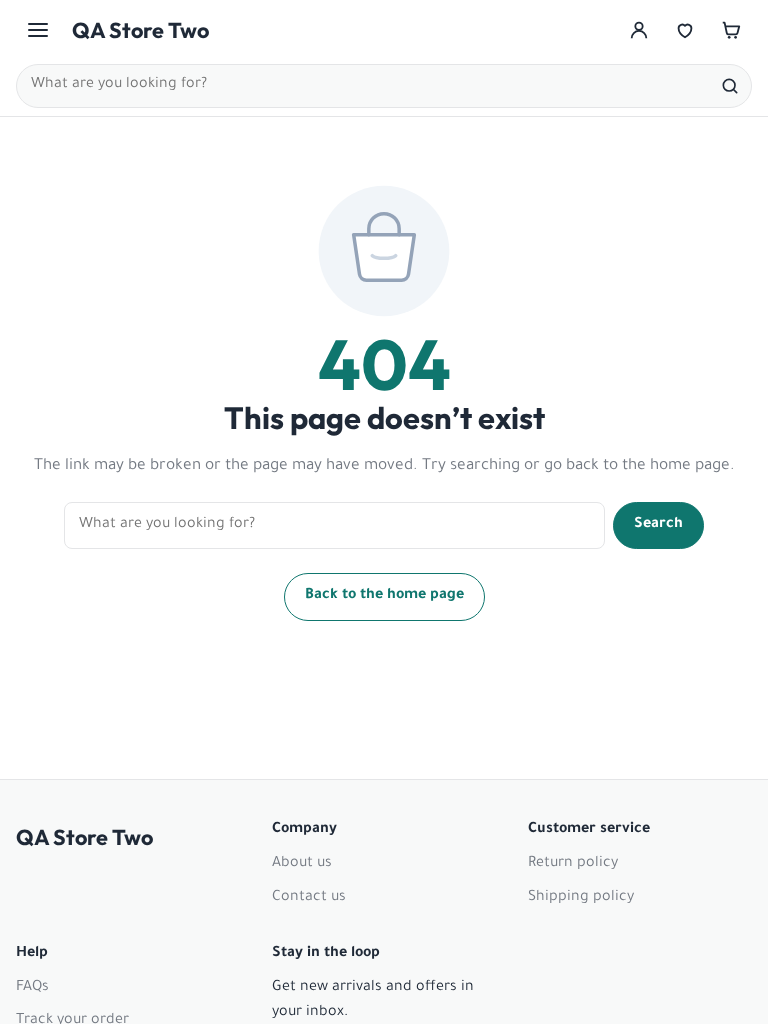 QA Store Two
What are you looking for?
404
This page doesn’t exist
The link may be broken or the page may have moved. Try searching or go back to the home page.
What are you looking for?
Search
Back to the home page
QA Store Two
Company
About us
Contact us
Customer service
Return policy
Shipping policy
Help
FAQs
Track your order
Stay in the loop
Get new arrivals and offers in
your inbox.